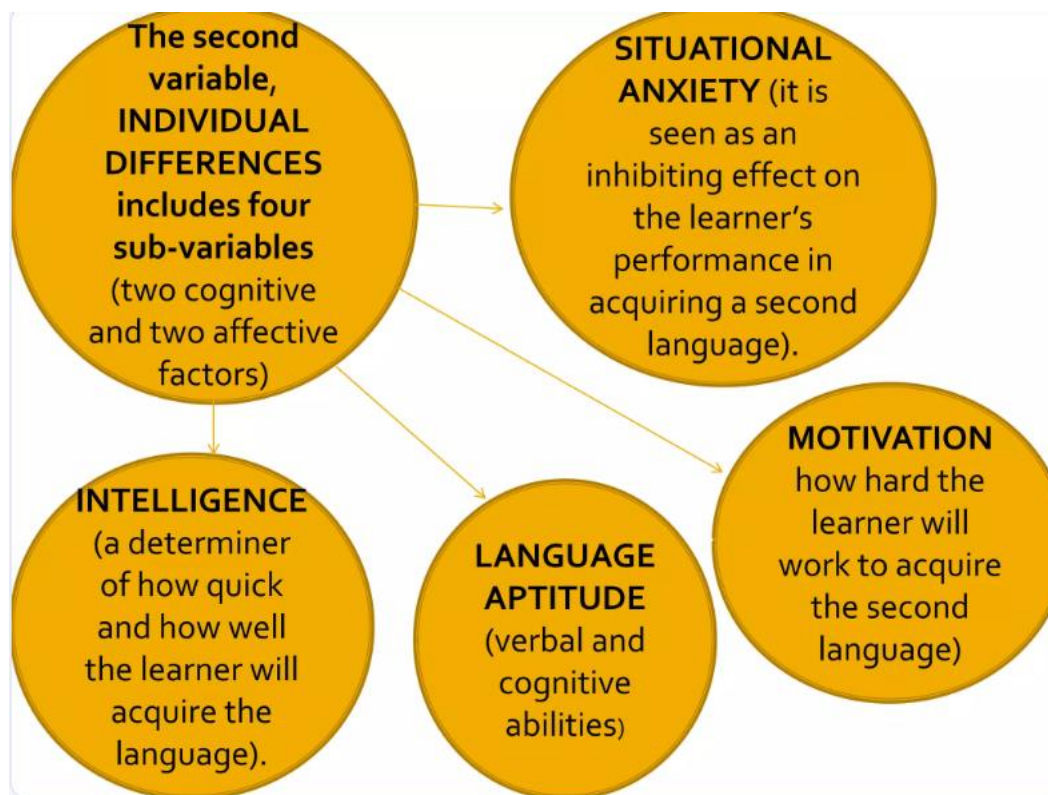 The second
variable,
INDIVIDUAL
DIFFERENCES
includes four
sub-variables
(two cognitive
and two affective
factors)
SITUATIONAL
ANXIETY (it is
seen as an
inhibiting effect on
the learner’s
performance in
acquiring a second
language).
INTELLIGENCE
(a determiner
of how quick
and how well
the learner will
acquire the
language).
LANGUAGE
APTITUDE
(verbal and
cognitive
abilities)
MOTIVATION
how hard the
learner will
work to acquire
the second
language)